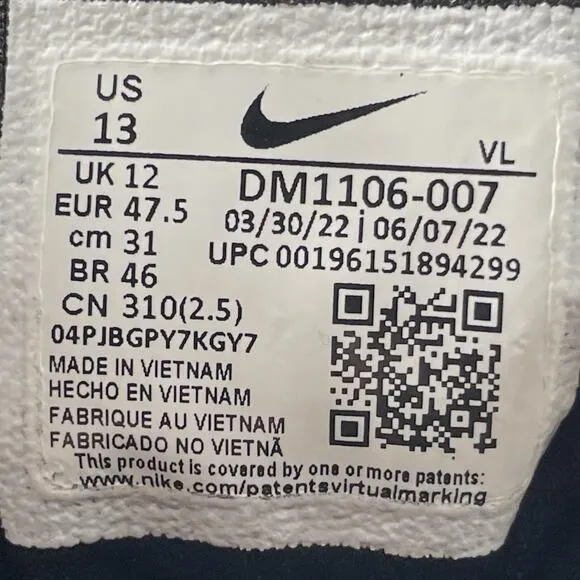 US
13
VL
UK 12
EUR 47.5
cm 31
BR 46
CN 310(2.5)
DM1106-007
03/30/22 | 06/07/22
UPC 00196151894299
04PJBGPY7KGY7
MADE IN VIETNAM
HECHO EN VIETNAM
FABRIQUE AU VIETNAM
FABRICADO NO VIETNÃ
This product is covered by one or more patents:
www.nike.com/patentsvirtualmarking